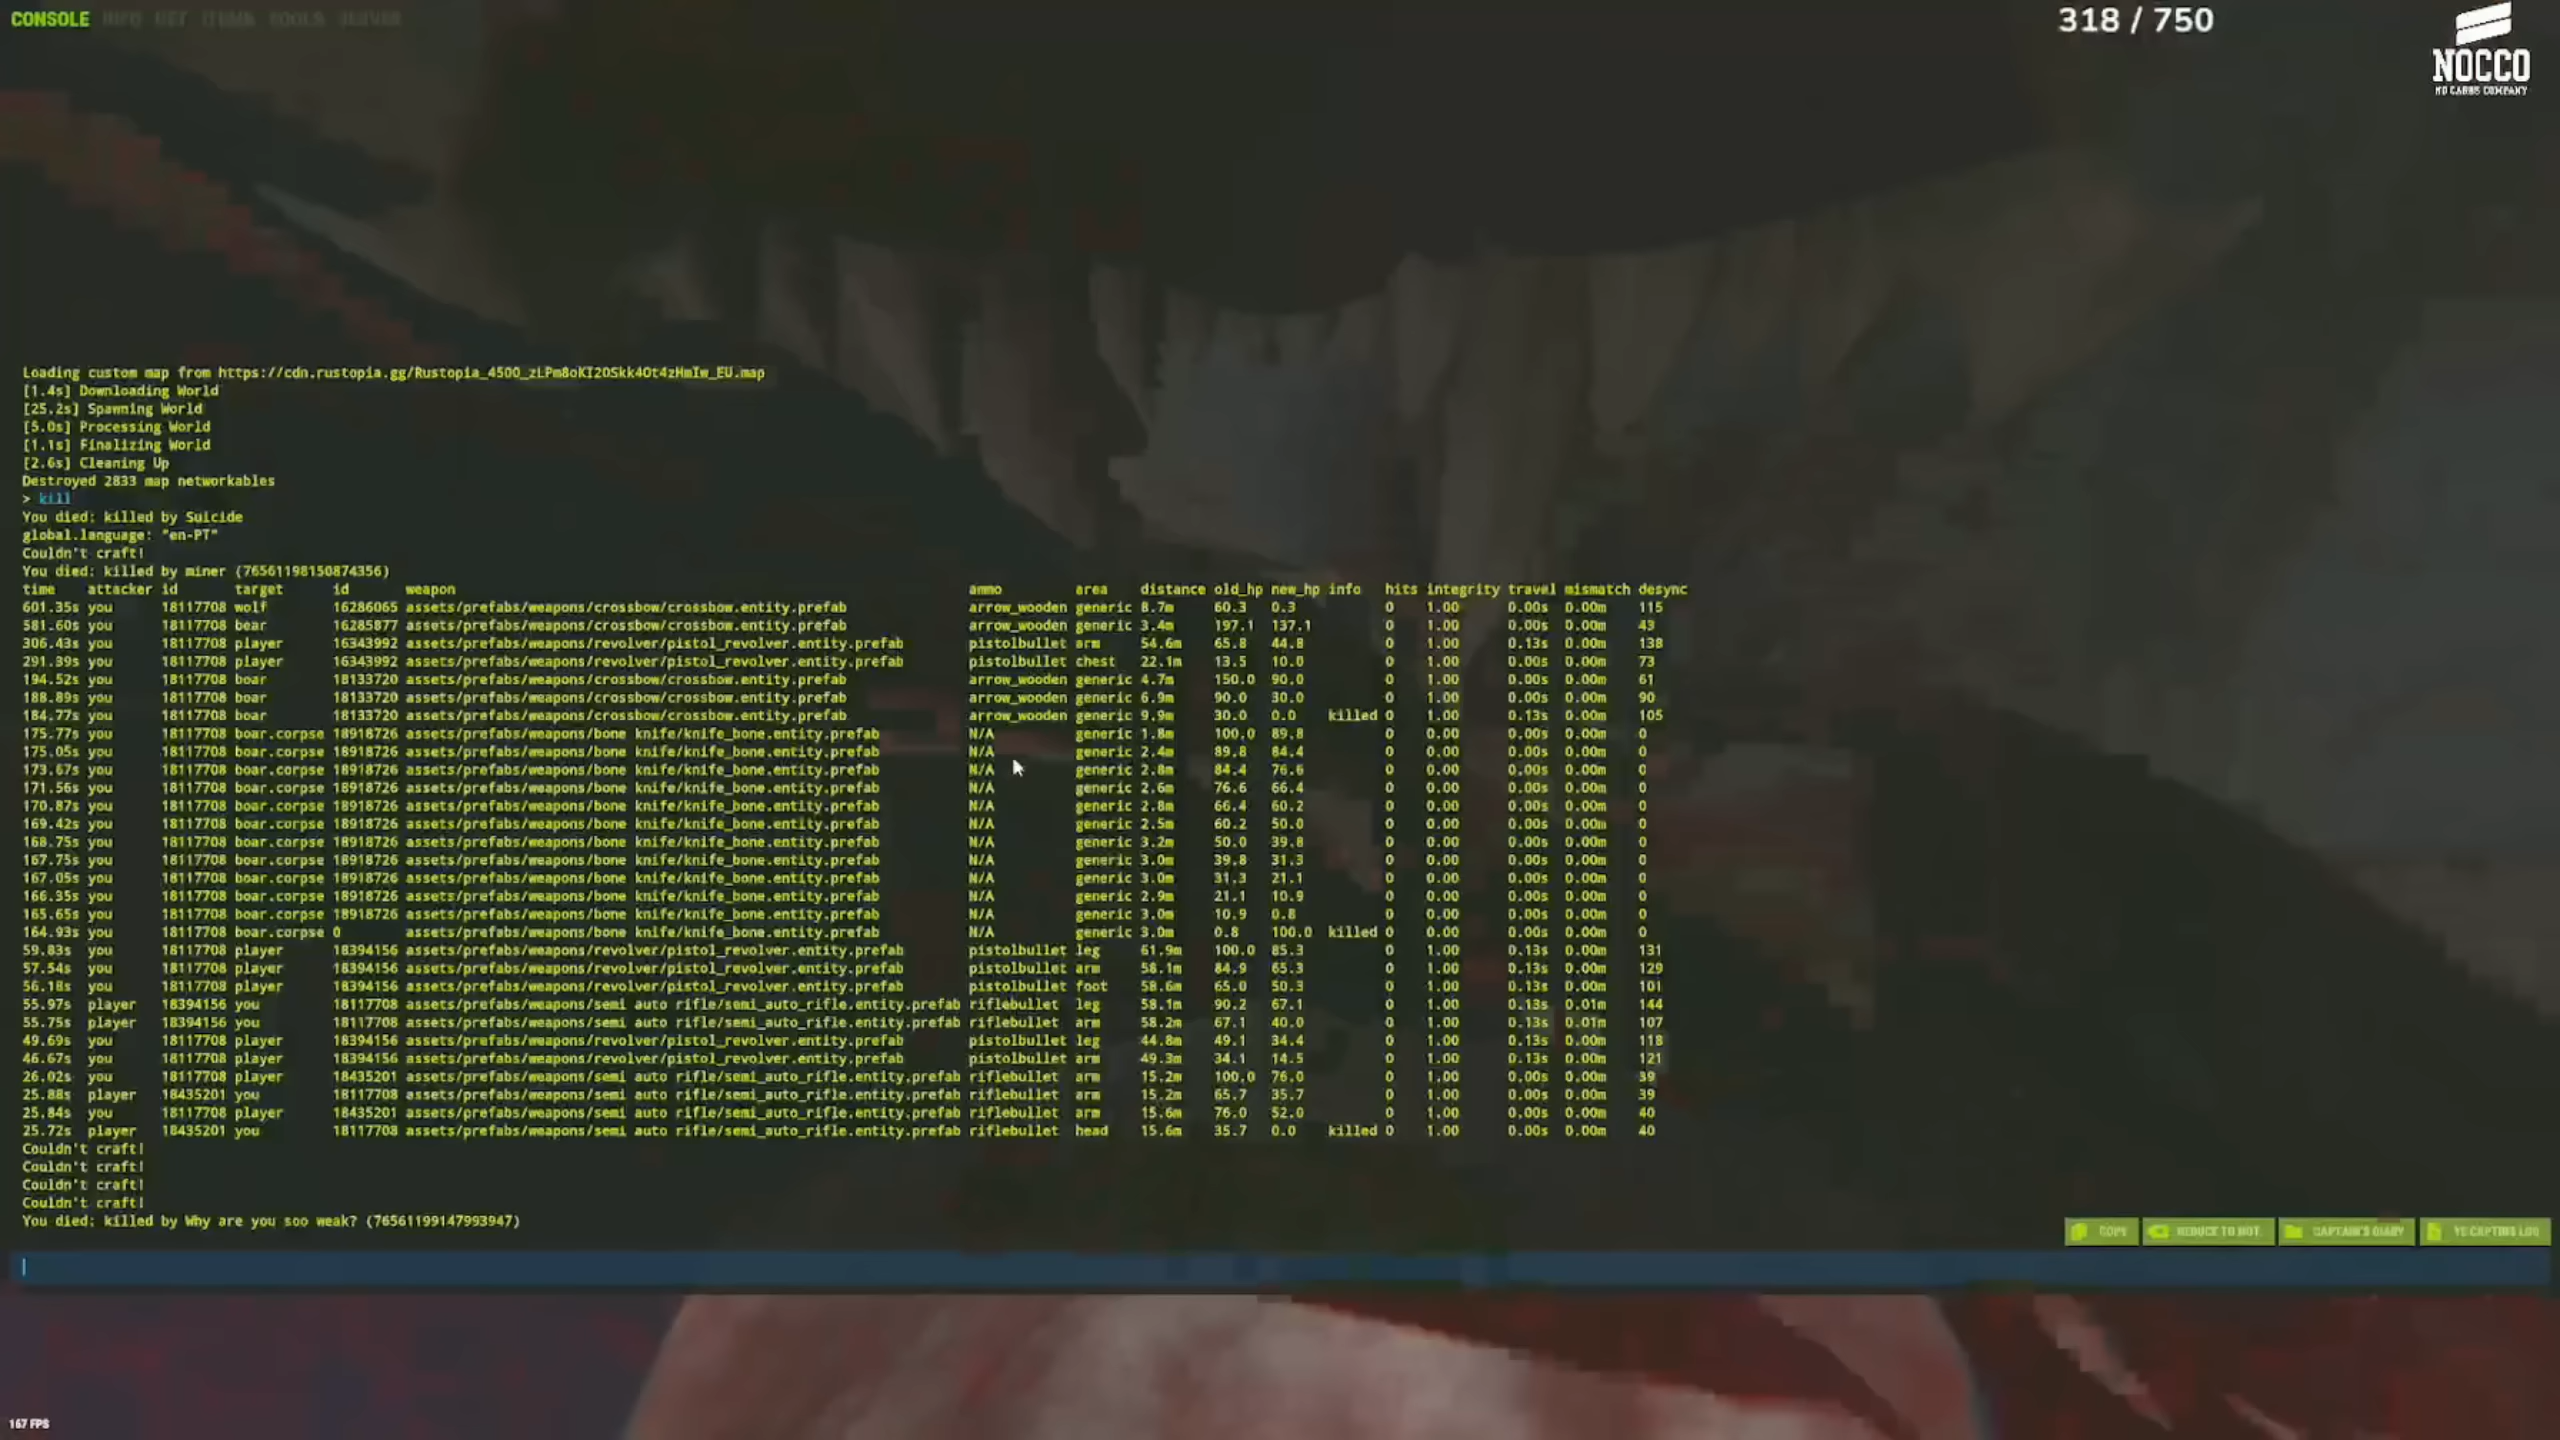 CONSOLE INFO NET ITEMS TOOLS SERVER
318 / 750
NOCCO
NO CARBS COMPANY
Loading custom map from https://cdn.rustopia.gg/Rustopia_4500_zLPm8oKI20Skk4Ot4zHmIw_EU.map
[1.4s] Downloading World
[25.2s] Spawning World
[5.0s] Processing World
[1.1s] Finalizing World
[2.6s] Cleaning Up
Destroyed 2833 map networkables
> kill
You died: killed by Suicide
global.language: "en-PT"
Couldn't craft!
You died: killed by miner (76561198150874356)
time attacker id target id weapon ammo area distance old_hp new_hp info hits integrity travel mismatch desync
601.35s you 18117708 wolf 16286065 assets/prefabs/weapons/crossbow/crossbow.entity.prefab arrow_wooden generic 8.7m 60.3 0.3 0 1.00 0.00s 0.00m 115
581.60s you 18117708 bear 16285877 assets/prefabs/weapons/crossbow/crossbow.entity.prefab arrow_wooden generic 3.4m 197.1 137.1 0 1.00 0.00s 0.00m 43
306.43s you 18117708 player 16343992 assets/prefabs/weapons/revolver/pistol_revolver.entity.prefab pistolbullet arm 54.6m 65.8 44.8 0 1.00 0.13s 0.00m 138
291.39s you 18117708 player 16343992 assets/prefabs/weapons/revolver/pistol_revolver.entity.prefab pistolbullet chest 22.1m 13.5 10.0 0 1.00 0.00s 0.00m 73
194.52s you 18117708 boar 18133720 assets/prefabs/weapons/crossbow/crossbow.entity.prefab arrow_wooden generic 4.7m 150.0 90.0 0 1.00 0.00s 0.00m 61
188.89s you 18117708 boar 18133720 assets/prefabs/weapons/crossbow/crossbow.entity.prefab arrow_wooden generic 6.9m 90.0 30.0 0 1.00 0.00s 0.00m 90
184.77s you 18117708 boar 18133720 assets/prefabs/weapons/crossbow/crossbow.entity.prefab arrow_wooden generic 9.9m 30.0 0.0 killed 0 1.00 0.13s 0.00m 105
175.77s you 18117708 boar.corpse 18918726 assets/prefabs/weapons/bone knife/knife_bone.entity.prefab N/A generic 1.8m 100.0 89.8 0 0.00 0.00s 0.00m 0
175.05s you 18117708 boar.corpse 18918726 assets/prefabs/weapons/bone knife/knife_bone.entity.prefab N/A generic 2.4m 89.8 84.4 0 0.00 0.00s 0.00m 0
173.67s you 18117708 boar.corpse 18918726 assets/prefabs/weapons/bone knife/knife_bone.entity.prefab N/A generic 2.8m 84.4 76.6 0 0.00 0.00s 0.00m 0
171.56s you 18117708 boar.corpse 18918726 assets/prefabs/weapons/bone knife/knife_bone.entity.prefab N/A generic 2.6m 76.6 66.4 0 0.00 0.00s 0.00m 0
170.87s you 18117708 boar.corpse 18918726 assets/prefabs/weapons/bone knife/knife_bone.entity.prefab N/A generic 2.8m 66.4 60.2 0 0.00 0.00s 0.00m 0
169.42s you 18117708 boar.corpse 18918726 assets/prefabs/weapons/bone knife/knife_bone.entity.prefab N/A generic 2.5m 60.2 50.0 0 0.00 0.00s 0.00m 0
168.75s you 18117708 boar.corpse 18918726 assets/prefabs/weapons/bone knife/knife_bone.entity.prefab N/A generic 3.2m 50.0 39.8 0 0.00 0.00s 0.00m 0
167.75s you 18117708 boar.corpse 18918726 assets/prefabs/weapons/bone knife/knife_bone.entity.prefab N/A generic 3.0m 39.8 31.3 0 0.00 0.00s 0.00m 0
167.05s you 18117708 boar.corpse 18918726 assets/prefabs/weapons/bone knife/knife_bone.entity.prefab N/A generic 3.0m 31.3 21.1 0 0.00 0.00s 0.00m 0
166.35s you 18117708 boar.corpse 18918726 assets/prefabs/weapons/bone knife/knife_bone.entity.prefab N/A generic 2.9m 21.1 10.9 0 0.00 0.00s 0.00m 0
165.65s you 18117708 boar.corpse 18918726 assets/prefabs/weapons/bone knife/knife_bone.entity.prefab N/A generic 3.0m 10.9 0.8 0 0.00 0.00s 0.00m 0
164.93s you 18117708 boar.corpse 0 assets/prefabs/weapons/bone knife/knife_bone.entity.prefab N/A generic 3.0m 0.8 100.0 killed 0 0.00 0.00s 0.00m 0
59.83s you 18117708 player 18394156 assets/prefabs/weapons/revolver/pistol_revolver.entity.prefab pistolbullet leg 61.9m 100.0 85.3 0 1.00 0.13s 0.00m 131
57.54s you 18117708 player 18394156 assets/prefabs/weapons/revolver/pistol_revolver.entity.prefab pistolbullet arm 58.1m 84.9 65.3 0 1.00 0.13s 0.00m 129
56.18s you 18117708 player 18394156 assets/prefabs/weapons/revolver/pistol_revolver.entity.prefab pistolbullet foot 58.6m 65.0 50.3 0 1.00 0.13s 0.00m 101
55.97s player 18394156 you 18117708 assets/prefabs/weapons/semi auto rifle/semi_auto_rifle.entity.prefab riflebullet leg 58.1m 90.2 67.1 0 1.00 0.13s 0.01m 144
55.75s player 18394156 you 18117708 assets/prefabs/weapons/semi auto rifle/semi_auto_rifle.entity.prefab riflebullet arm 58.2m 67.1 40.0 0 1.00 0.13s 0.01m 107
49.69s you 18117708 player 18394156 assets/prefabs/weapons/revolver/pistol_revolver.entity.prefab pistolbullet leg 44.8m 49.1 34.4 0 1.00 0.13s 0.00m 118
46.67s you 18117708 player 18394156 assets/prefabs/weapons/revolver/pistol_revolver.entity.prefab pistolbullet arm 49.3m 34.1 14.5 0 1.00 0.13s 0.00m 121
26.02s you 18117708 player 18435201 assets/prefabs/weapons/semi auto rifle/semi_auto_rifle.entity.prefab riflebullet arm 15.2m 100.0 76.0 0 1.00 0.00s 0.00m 39
25.88s player 18435201 you 18117708 assets/prefabs/weapons/semi auto rifle/semi_auto_rifle.entity.prefab riflebullet arm 15.2m 65.7 35.7 0 1.00 0.00s 0.00m 39
25.84s you 18117708 player 18435201 assets/prefabs/weapons/semi auto rifle/semi_auto_rifle.entity.prefab riflebullet arm 15.6m 76.0 52.0 0 1.00 0.00s 0.00m 40
25.72s player 18435201 you 18117708 assets/prefabs/weapons/semi auto rifle/semi_auto_rifle.entity.prefab riflebullet head 15.6m 35.7 0.0 killed 0 1.00 0.00s 0.00m 40
Couldn't craft!
Couldn't craft!
Couldn't craft!
Couldn't craft!
You died: killed by Why are you soo weak? (76561199147993947)
COPY REDUCE TO NOT CAPTAIN'S DIARY YE CAPTINS LOG
167 FPS